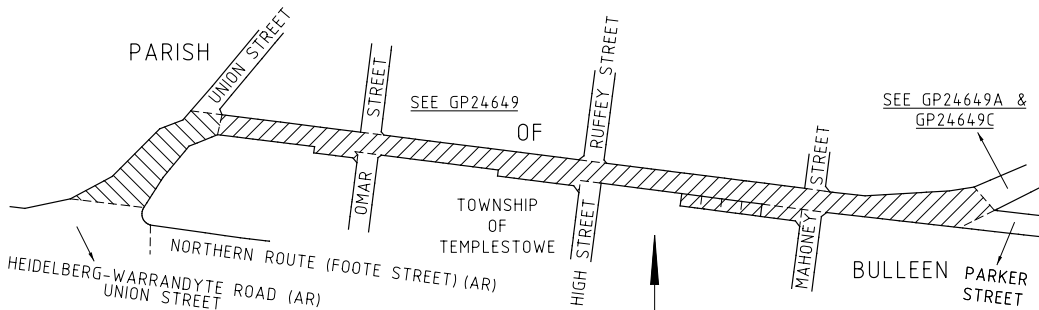 PARISH
UNION STREET
STREET
SEE GP24649
OF
RUFFEY STREET
SEE GP24649A &
GP24649C
STREET
OMAR
TOWNSHIP
OF
TEMPLESTOWE
HIGH STREET
MAHONEY
BULLEEN
PARKER
STREET
NORTHERN ROUTE (FOOTE STREET) (AR)
HEIDELBERG-WARRANDYTE ROAD (AR)
UNION STREET